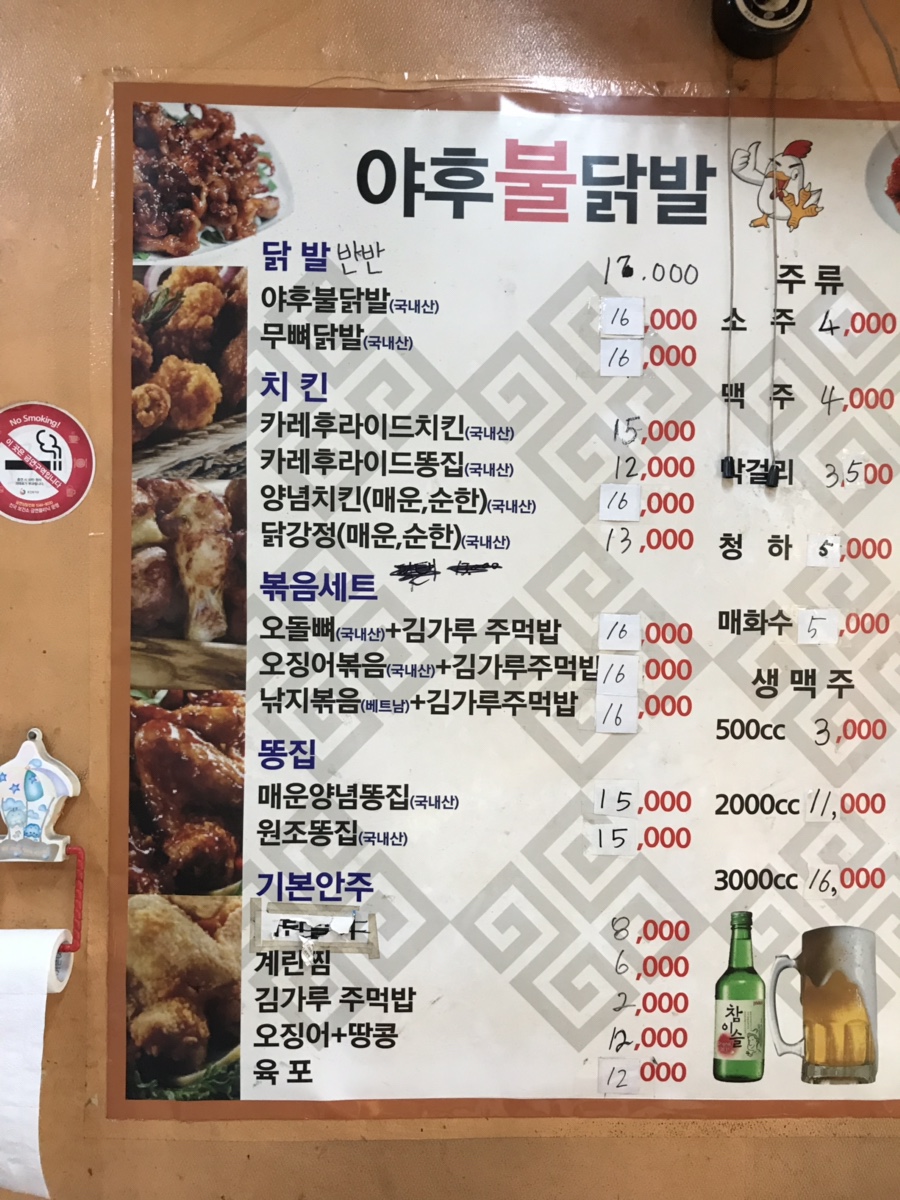 야후불닭발
닭 발 반반
야후불닭발(국내산) 16,000
무뼈닭발(국내산) 16,000
치 킨
카레후라이드치킨(국내산) 15,000
카레후라이드똥집(국내산) 12,000
양념치킨(매운,순한)(국내산) 16,000
닭강정(매운,순한)(국내산) 13,000
볶음세트
오돌뼈(국내산)+김가루 주먹밥 16,000
오징어볶음(국내산)+김가루주먹밥 16,000
낚지볶음(베트남)+김가루주먹밥 16,000
똥집
매운양념똥집(국내산) 15,000
원조똥집(국내산) 15,000
기본안주
8,000
계린찜 6,000
김가루 주먹밥 2,000
오징어+땅콩 12,000
육 포 12 000
주 류
소 주 4,000
맥 주 4,000
막걸리 3,500
청 하 5,000
매화수 5,000
생 맥 주
500cc 3,000
2000cc 11,000
3000cc 16,000
참이슬
No Smoking!
이 곳은 금연구역입니다